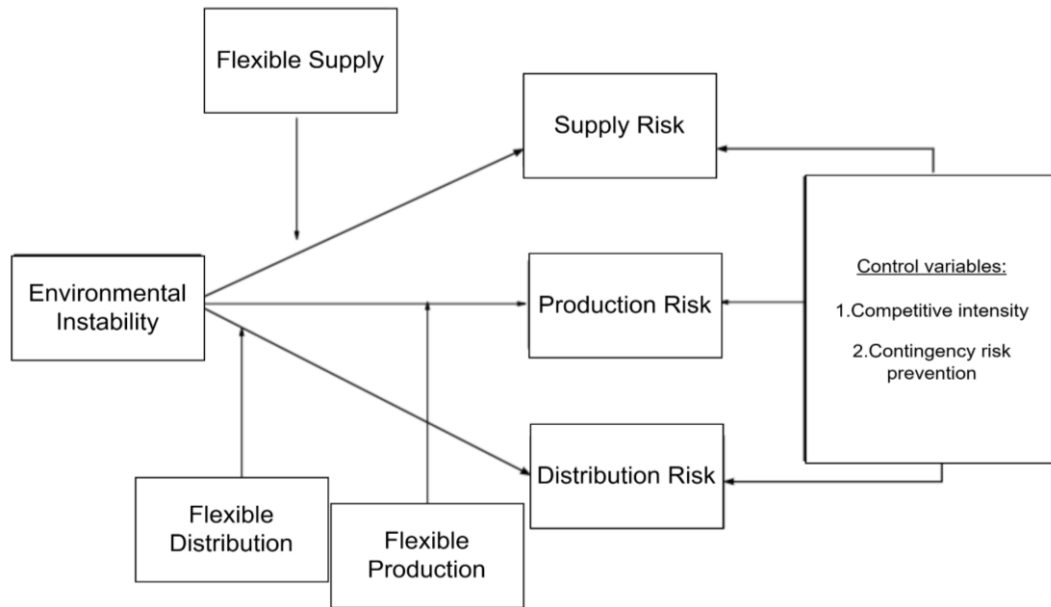 Flexible Supply
Supply Risk
Environmental
Instability
Production Risk
Control variables:
1.Competitive intensity
2.Contingency risk
prevention
Distribution Risk
Flexible
Distribution
Flexible
Production